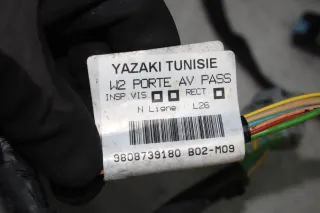 YAZAKI TUNISIE
W2 PORTE AV PASS
INSP VIS RECT
N Ligne L26
9808739180 B02-M09